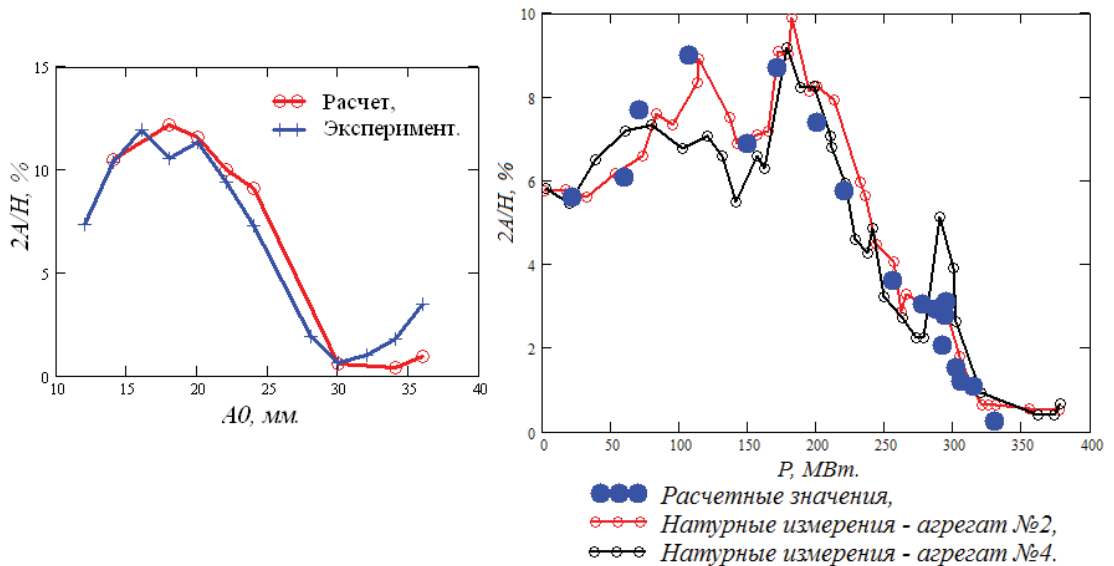 15
10
5
0
10
15
20
25
30
35
40
2A/H, %
A0, мм.
Расчет,
Эксперимент.
10
8
6
4
2
0
0
50
100
150
200
250
300
350
400
2A/H, %
P, МВт.
Расчетные значения,
Натурные измерения - агрегат №2,
Натурные измерения - агрегат №4.